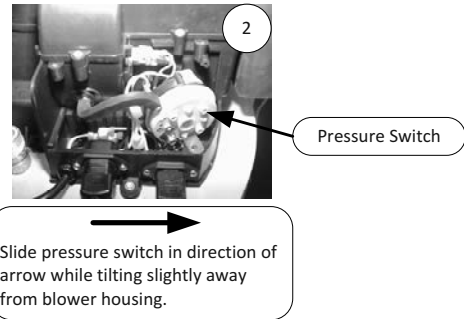 2
Pressure Switch
Slide pressure switch in direction of
arrow while tilting slightly away
from blower housing.